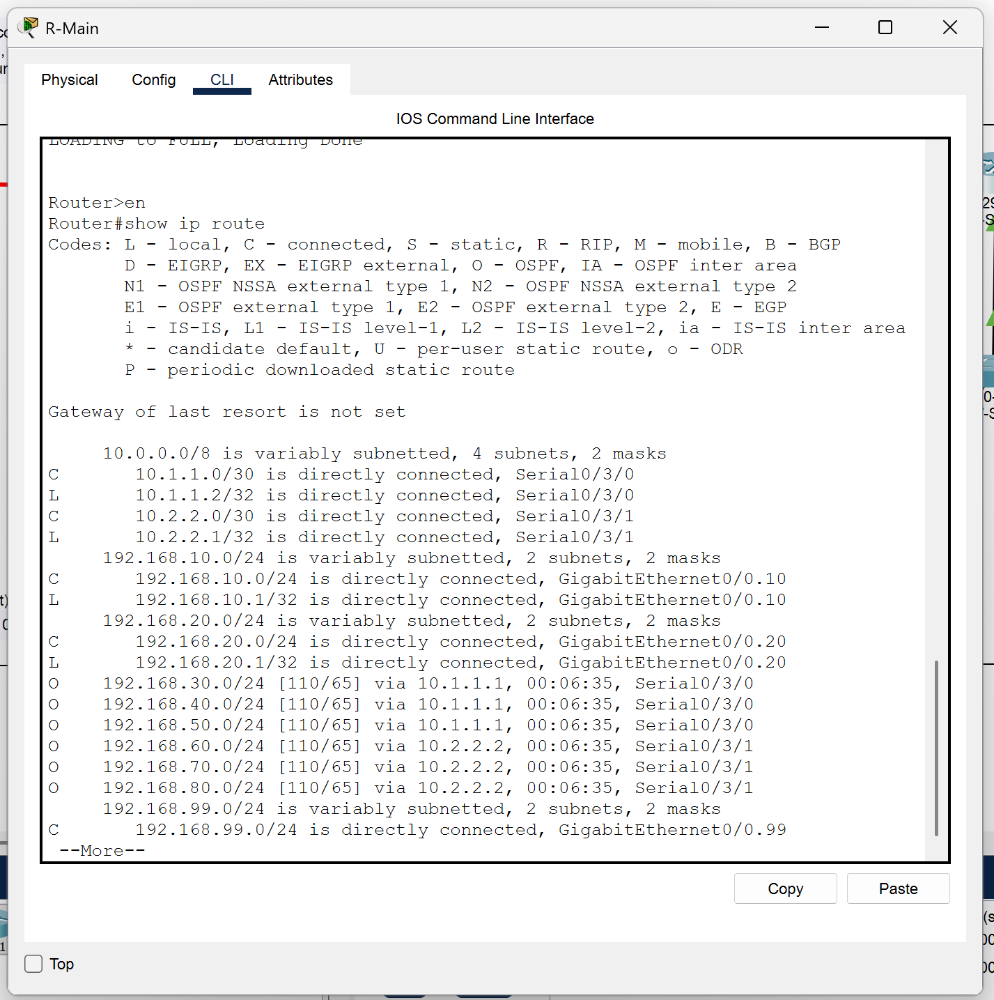 R-Main
Physical Config CLI Attributes
IOS Command Line Interface
LOADING to FULL, Loading Done
Router>en
Router#show ip route
Codes: L - local, C - connected, S - static, R - RIP, M - mobile, B - BGP
D - EIGRP, EX - EIGRP external, O - OSPF, IA - OSPF inter area
N1 - OSPF NSSA external type 1, N2 - OSPF NSSA external type 2
E1 - OSPF external type 1, E2 - OSPF external type 2, E - EGP
i - IS-IS, L1 - IS-IS level-1, L2 - IS-IS level-2, ia - IS-IS inter area
* - candidate default, U - per-user static route, o - ODR
P - periodic downloaded static route
Gateway of last resort is not set
10.0.0.0/8 is variably subnetted, 4 subnets, 2 masks
C 10.1.1.0/30 is directly connected, Serial0/3/0
L 10.1.1.2/32 is directly connected, Serial0/3/0
C 10.2.2.0/30 is directly connected, Serial0/3/1
L 10.2.2.1/32 is directly connected, Serial0/3/1
192.168.10.0/24 is variably subnetted, 2 subnets, 2 masks
C 192.168.10.0/24 is directly connected, GigabitEthernet0/0.10
L 192.168.10.1/32 is directly connected, GigabitEthernet0/0.10
192.168.20.0/24 is variably subnetted, 2 subnets, 2 masks
C 192.168.20.0/24 is directly connected, GigabitEthernet0/0.20
L 192.168.20.1/32 is directly connected, GigabitEthernet0/0.20
O 192.168.30.0/24 [110/65] via 10.1.1.1, 00:06:35, Serial0/3/0
O 192.168.40.0/24 [110/65] via 10.1.1.1, 00:06:35, Serial0/3/0
O 192.168.50.0/24 [110/65] via 10.1.1.1, 00:06:35, Serial0/3/0
O 192.168.60.0/24 [110/65] via 10.2.2.2, 00:06:35, Serial0/3/1
O 192.168.70.0/24 [110/65] via 10.2.2.2, 00:06:35, Serial0/3/1
O 192.168.80.0/24 [110/65] via 10.2.2.2, 00:06:35, Serial0/3/1
192.168.99.0/24 is variably subnetted, 2 subnets, 2 masks
C 192.168.99.0/24 is directly connected, GigabitEthernet0/0.99
--More--
Copy Paste
Top